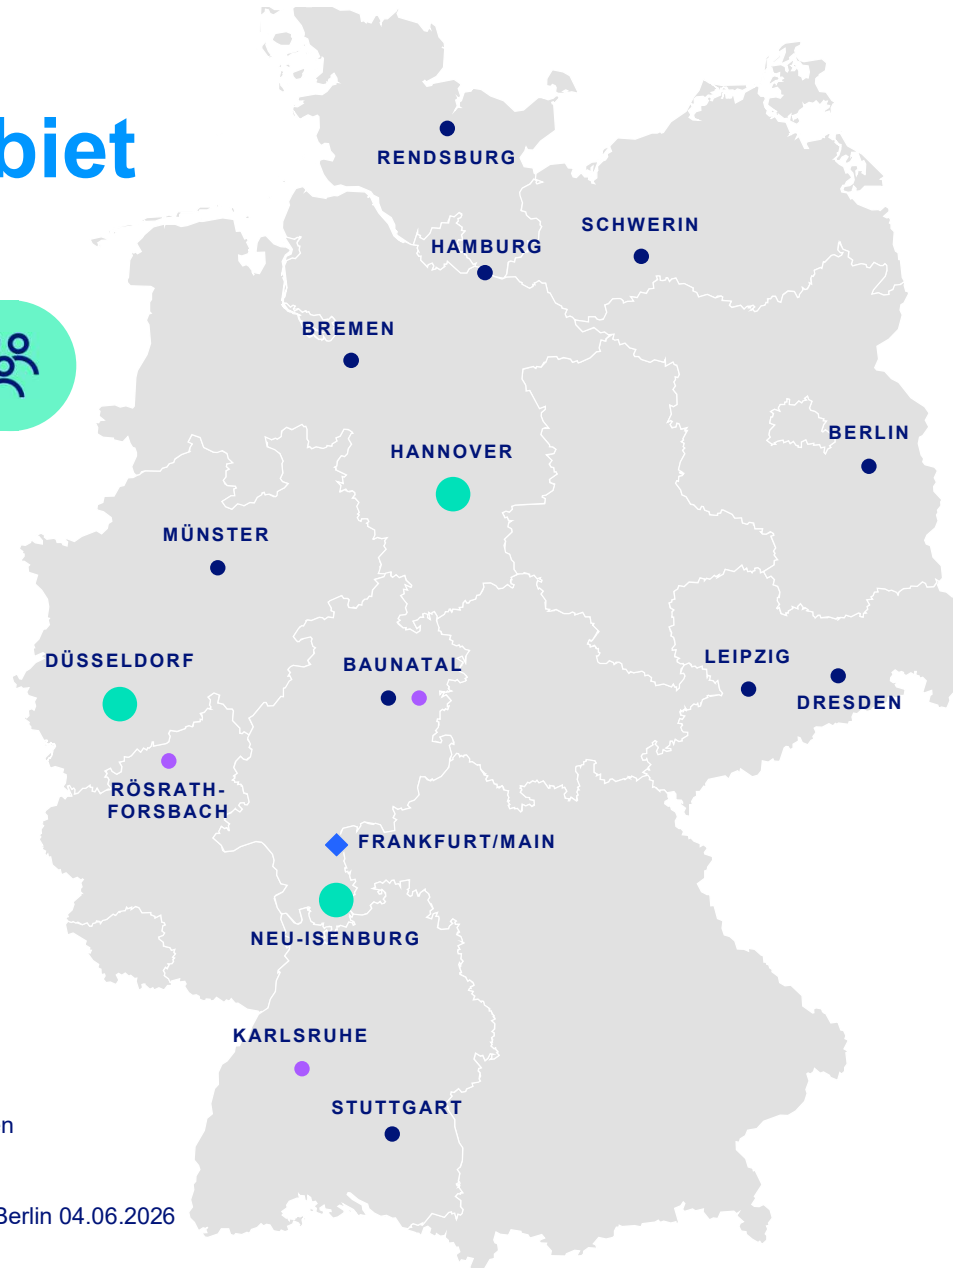 biet
RENDSBURG
SCHWERIN
HAMBURG
BREMEN
BERLIN
HANNOVER
MÜNSTER
DÜSSELDORF
BAUNATAL
LEIPZIG
DRESDEN
RÖSRATH-
FORSBACH
FRANKFURT/MAIN
NEU-ISENBURG
KARLSRUHE
STUTTGART
n
Berlin 04.06.2026